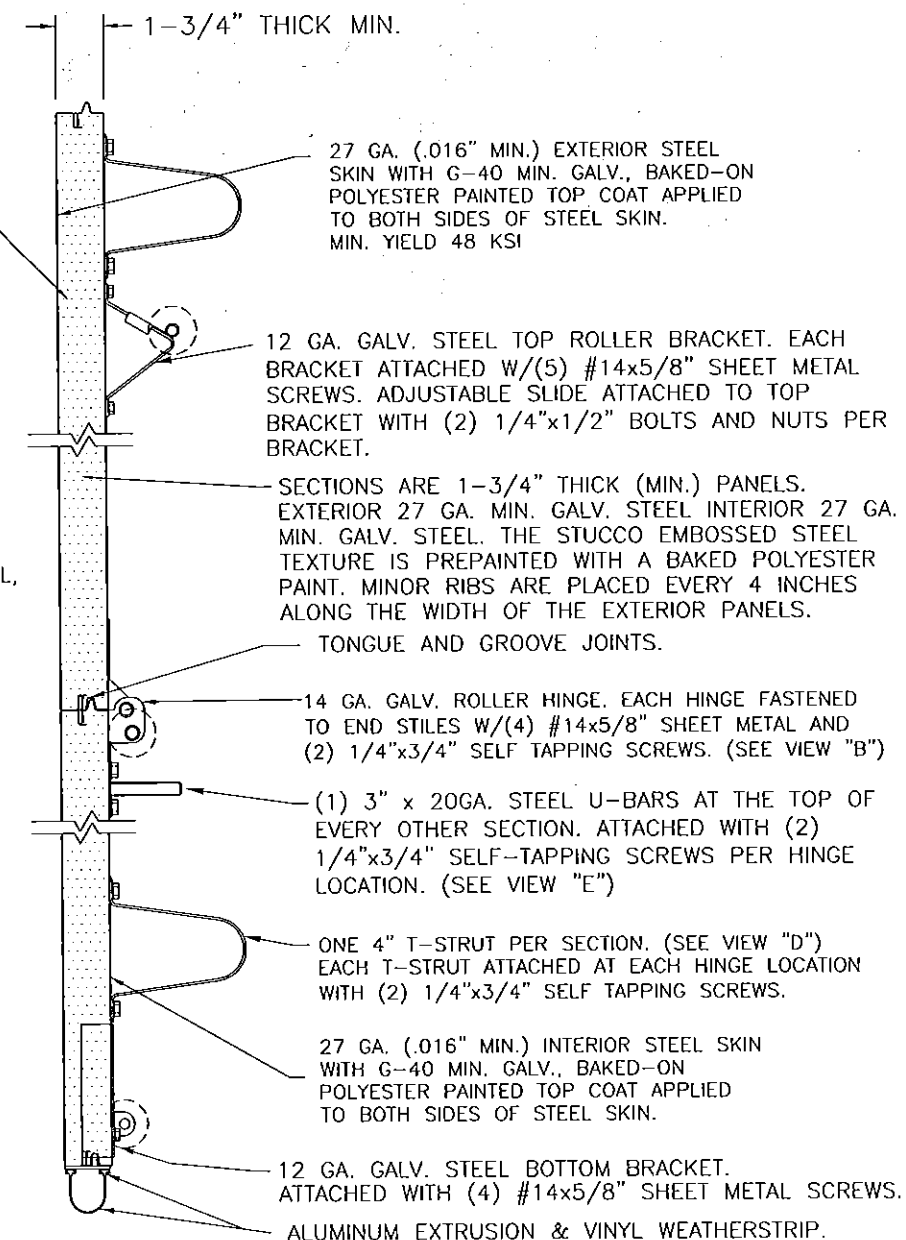 1-3/4" THICK MIN.
27 GA. (.016" MIN.) EXTERIOR STEEL
SKIN WITH G-40 MIN. GALV., BAKED-ON
POLYESTER PAINTED TOP COAT APPLIED
TO BOTH SIDES OF STEEL SKIN.
MIN. YIELD 48 KSI
12 GA. GALV. STEEL TOP ROLLER BRACKET. EACH
BRACKET ATTACHED W/(5) #14x5/8" SHEET METAL
SCREWS. ADJUSTABLE SLIDE ATTACHED TO TOP
BRACKET WITH (2) 1/4"x1/2" BOLTS AND NUTS PER
BRACKET.
SECTIONS ARE 1-3/4" THICK (MIN.) PANELS.
EXTERIOR 27 GA. MIN. GALV. STEEL INTERIOR 27 GA.
MIN. GALV. STEEL. THE STUCCO EMBOSSED STEEL
TEXTURE IS PREPAINTED WITH A BAKED POLYESTER
PAINT. MINOR RIBS ARE PLACED EVERY 4 INCHES
ALONG THE WIDTH OF THE EXTERIOR PANELS.
L,
TONGUE AND GROOVE JOINTS.
14 GA. GALV. ROLLER HINGE. EACH HINGE FASTENED
TO END STILES W/(4) #14x5/8" SHEET METAL AND
(2) 1/4"x3/4" SELF TAPPING SCREWS. (SEE VIEW "B")
(1) 3" x 20GA. STEEL U-BARS AT THE TOP OF
EVERY OTHER SECTION. ATTACHED WITH (2)
1/4"x3/4" SELF-TAPPING SCREWS PER HINGE
LOCATION. (SEE VIEW "E")
ONE 4" T-STRUT PER SECTION. (SEE VIEW "D")
EACH T-STRUT ATTACHED AT EACH HINGE LOCATION
WITH (2) 1/4"x3/4" SELF TAPPING SCREWS.
27 GA. (.016" MIN.) INTERIOR STEEL SKIN
WITH G-40 MIN. GALV., BAKED-ON
POLYESTER PAINTED TOP COAT APPLIED
TO BOTH SIDES OF STEEL SKIN.
12 GA. GALV. STEEL BOTTOM BRACKET.
ATTACHED WITH (4) #14x5/8" SHEET METAL SCREWS.
ALUMINUM EXTRUSION & VINYL WEATHERSTRIP.